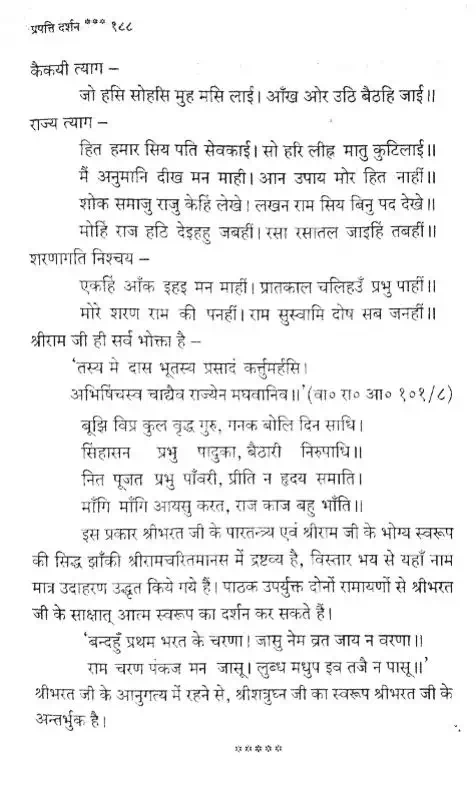 प्रपत्ति दर्शन *** १८८
कैकयी त्याग –
जो हसि सोहसि मुह मसि लाई। आँख ओर उठि बैठहि जाई॥
राज्य त्याग –
हित हमार सिय पति सेवकाई। सो हरि लीह्न मातु कुटिलाई॥
मैं अनुमानि दीख मन माही। आन उपाय मोर हित नाहीं॥
शोक समाजु राजु केहिं लेखे। लखन राम सिय बिनु पद देखे॥
मोहिं राज हठि देइहहु जबहीं। रसा रसातल जाइहिं तबहीं॥
शरणागति निश्चय –
एकहिं आँक इहइ मन माहीं। प्रातकाल चलिहउँ प्रभु पाहीं॥
मोरे शरण राम की पनहीं। राम सुस्वामि दोष सब जनहीं॥
श्रीराम जी ही सर्व भोक्ता है –
'तस्य मे दास भूतस्य प्रसादं कर्त्तुमर्हसि।
अभिषिंचस्व चाद्यैव राज्येन मघवानिव॥' (वा० रा० आ० १०१/८)
बूझि विप्र कुल वृद्ध गुरु, गनक बोलि दिन साधि।
सिंहासन प्रभु पादुका, बैठारी निरुपाधि॥
नित पूजत प्रभु पाँवरी, प्रीति न हृदय समाति।
माँगि माँगि आयसु करत, राज काज बहु भाँति॥
इस प्रकार श्रीभरत जी के पारतन्त्र्य एवं श्रीराम जी के भोग्य स्वरूप
की सिद्ध झाँकी श्रीरामचरितमानस में द्रष्टव्य है, विस्तार भय से यहाँ नाम
मात्र उदाहरण उद्धृत किये गये हैं। पाठक उपर्युक्त दोनों रामायणों से श्रीभरत
जी के साक्षात् आत्म स्वरूप का दर्शन कर सकते हैं।
'बन्दहुँ प्रथम भरत के चरणा। जासु नेम व्रत जाय न वरणा॥
राम चरण पंकज मन जासू। लुब्ध मधुप इव तजै न पासू॥'
श्रीभरत जी के आनुगत्य में रहने से, श्रीशत्रुघ्न जी का स्वरूप श्रीभरत जी के
अन्तर्भुक है।
*****